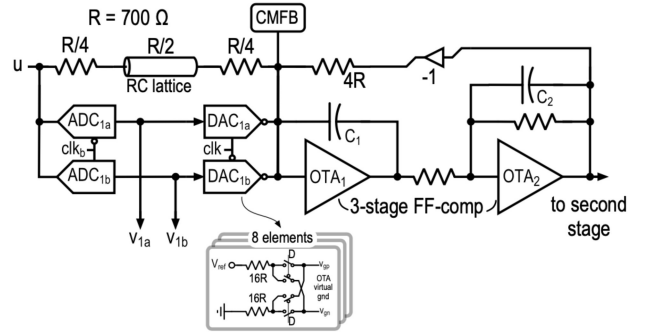 R = 700 Ω
CMFB
R/4
R/2
R/4
u
RC lattice
4R
-1
C2
ADC1a
DAC1a
C1
clkb
clk
ADC1b
DAC1b
OTA1
OTA2
3-stage FF-comp
to second
stage
V1a
V1b
8 elements
Vref
16R
D
Vgp
OTA
virtual
gnd
16R
D
Vgn